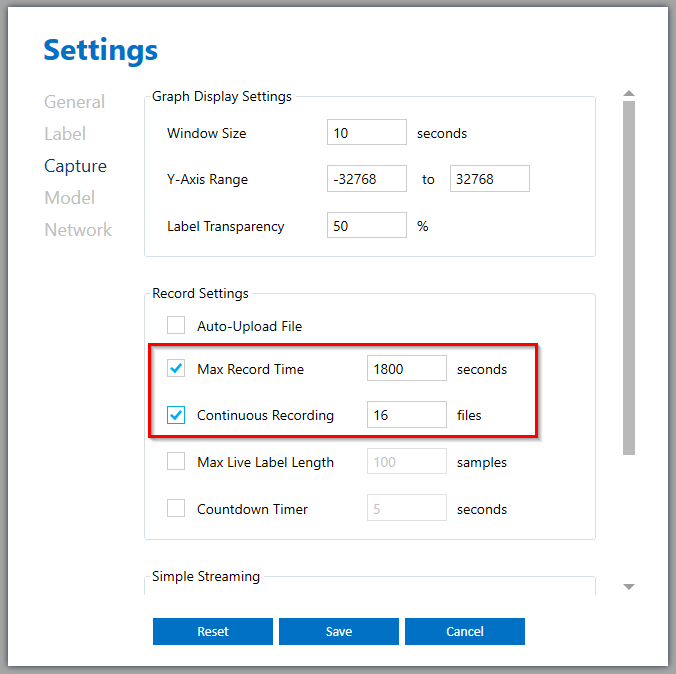 Settings
General
Label
Capture
Model
Network
Graph Display Settings
Window Size 10 seconds
Y-Axis Range -32768 to 32768
Label Transparency 50 %
Record Settings
Auto-Upload File
Max Record Time 1800 seconds
Continuous Recording 16 files
Max Live Label Length 100 samples
Countdown Timer 5 seconds
Simple Streaming
Reset Save Cancel